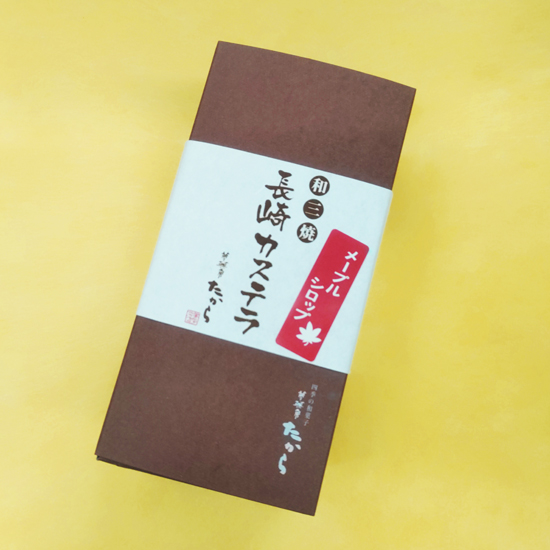 和三焼
長崎カステラ
たから
メープル
シロップ
四季の和菓子
たから